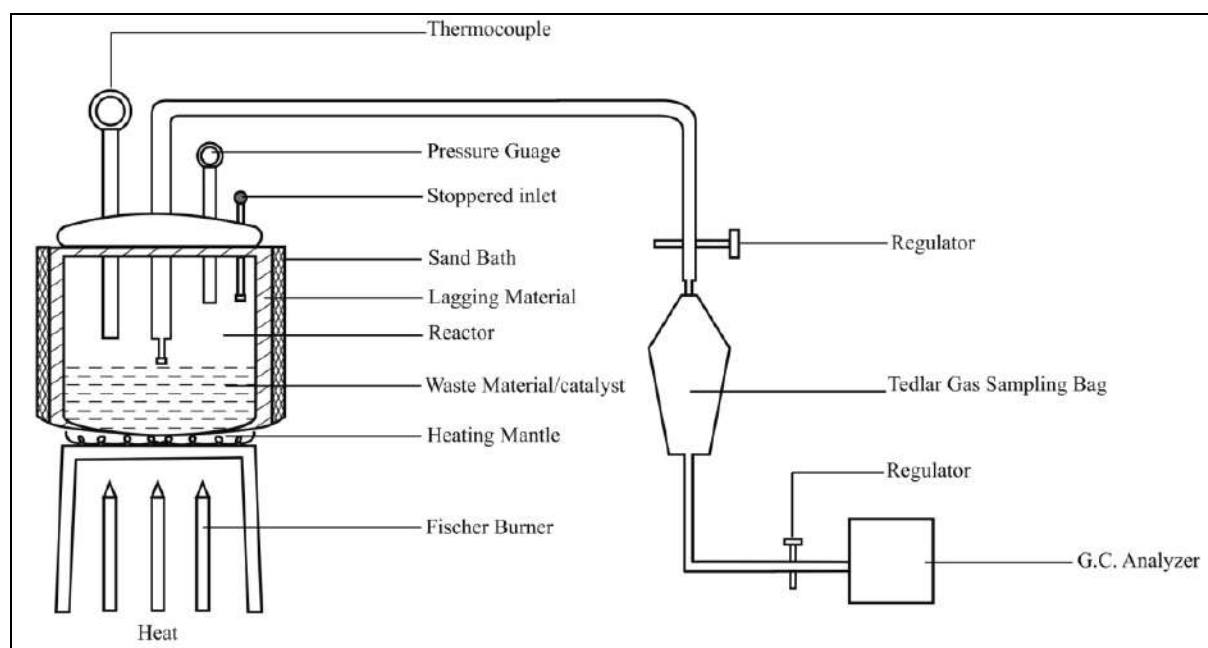 Thermocouple
Pressure Guage
Stoppered inlet
Sand Bath
Lagging Material
Reactor
Waste Material/catalyst
Heating Mantle
Fischer Burner
Heat
Regulator
Tedlar Gas Sampling Bag
Regulator
G.C. Analyzer